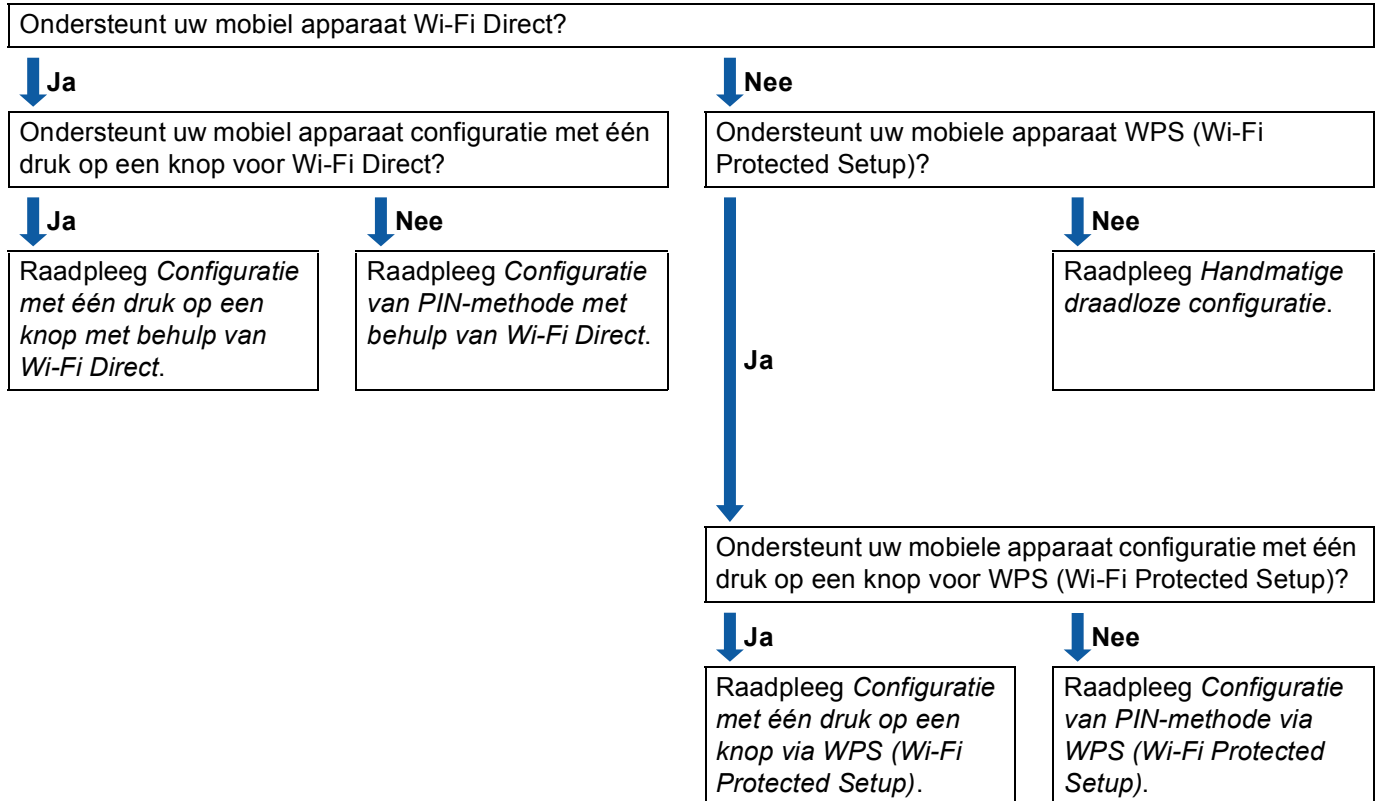 Ondersteunt uw mobiel apparaat Wi-Fi Direct?
Ja
Nee
Ondersteunt uw mobiel apparaat configuratie met één
druk op een knop voor Wi-Fi Direct?
Ondersteunt uw mobiele apparaat WPS (Wi-Fi
Protected Setup)?
Ja
Nee
Nee
Raadpleeg Configuratie
met één druk op een
knop met behulp van
Wi-Fi Direct.
Raadpleeg Configuratie
van PIN-methode met
behulp van Wi-Fi Direct.
Raadpleeg Handmatige
draadloze configuratie.
Ja
Ondersteunt uw mobiele apparaat configuratie met één
druk op een knop voor WPS (Wi-Fi Protected Setup)?
Ja
Nee
Raadpleeg Configuratie
met één druk op een
knop via WPS (Wi-Fi
Protected Setup).
Raadpleeg Configuratie
van PIN-methode via
WPS (Wi-Fi Protected
Setup).